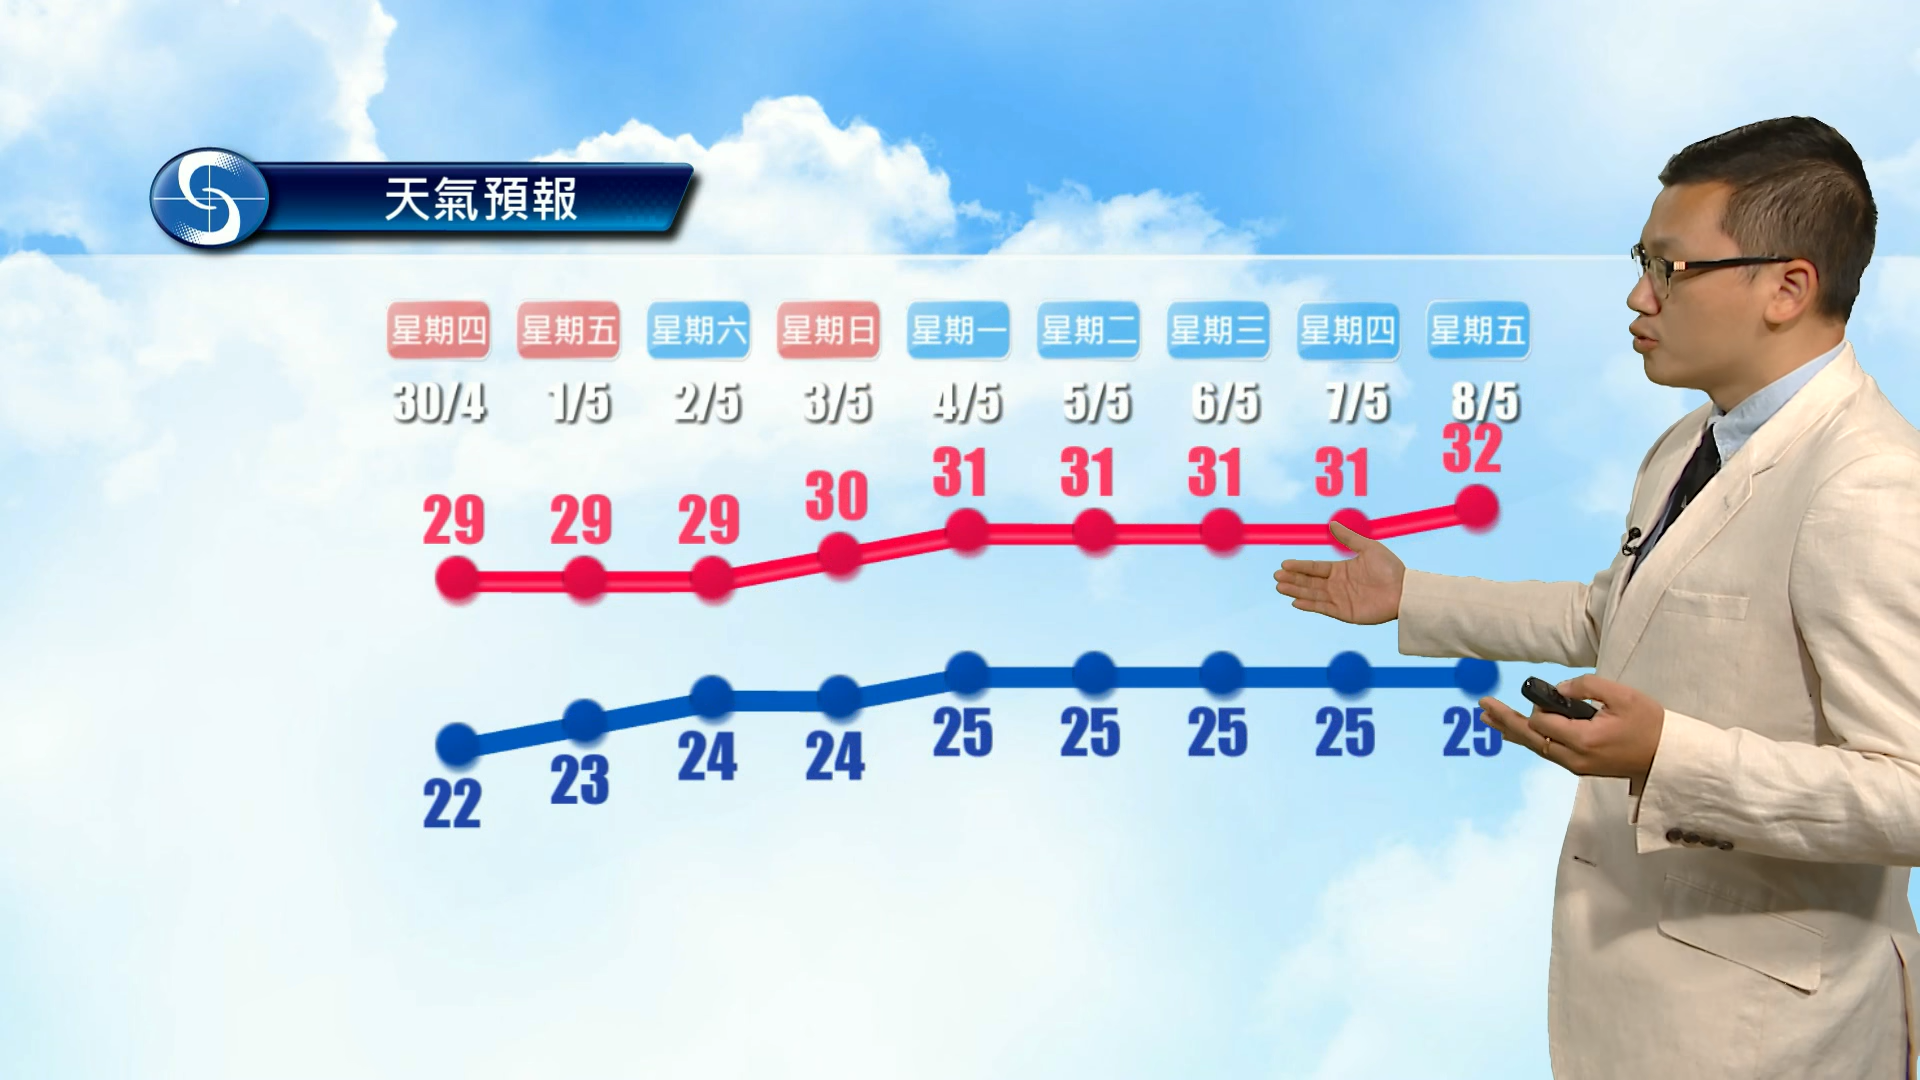 天氣預報
星期四 星期五 星期六 星期日 星期一 星期二 星期三 星期四 星期五
30/4 1/5 2/5 3/5 4/5 5/5 6/5 7/5 8/5
29 29 29 30 31 31 31 31 32
22 23 24 24 25 25 25 25 25